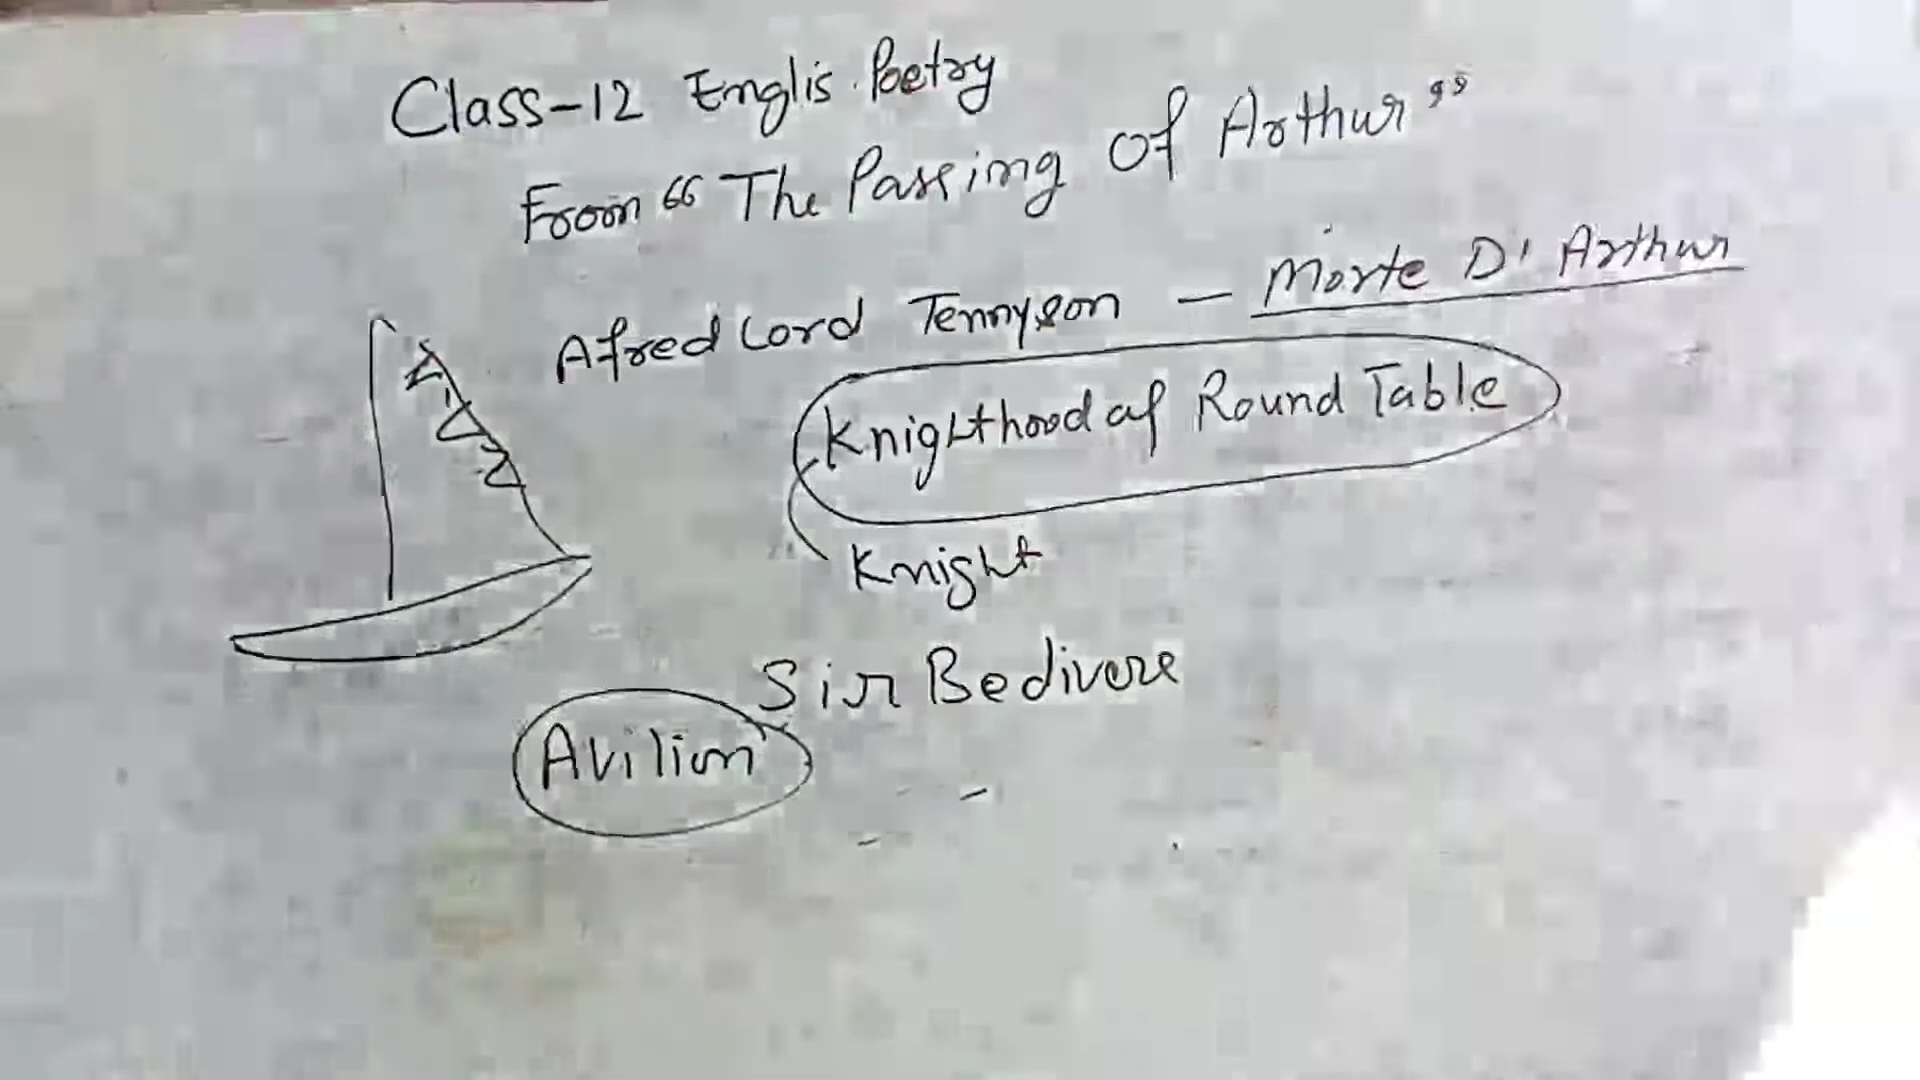 Class-12 Englis Poetry
From "The Passing Of Arthur"
Afred Lord Tennyson - Morte D' Arthur
Knighthood of Round Table
Knight
Sir Bedivere
Avilion